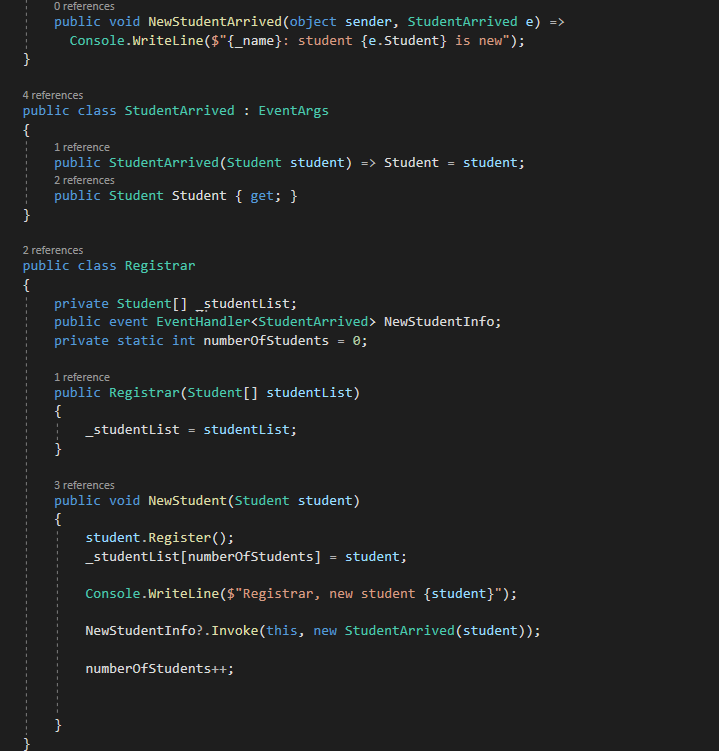 0 references
public void NewStudentArrived(object sender, StudentArrived e) =>
Console.WriteLine($"{_name}: student {e.Student} is new");
}
4 references
public class StudentArrived : EventArgs
{
1 reference
public StudentArrived(Student student) => Student = student;
2 references
public Student Student { get; }
}
2 references
public class Registrar
{
private Student[] _studentList;
public event EventHandler<StudentArrived> NewStudentInfo;
private static int numberOfStudents = 0;
1 reference
public Registrar(Student[] studentList)
{
_studentList = studentList;
}
3 references
public void NewStudent(Student student)
{
student.Register();
_studentList[numberOfStudents] = student;
Console.WriteLine($"Registrar, new student {student}");
NewStudentInfo?.Invoke(this, new StudentArrived(student));
numberOfStudents++;
}
}